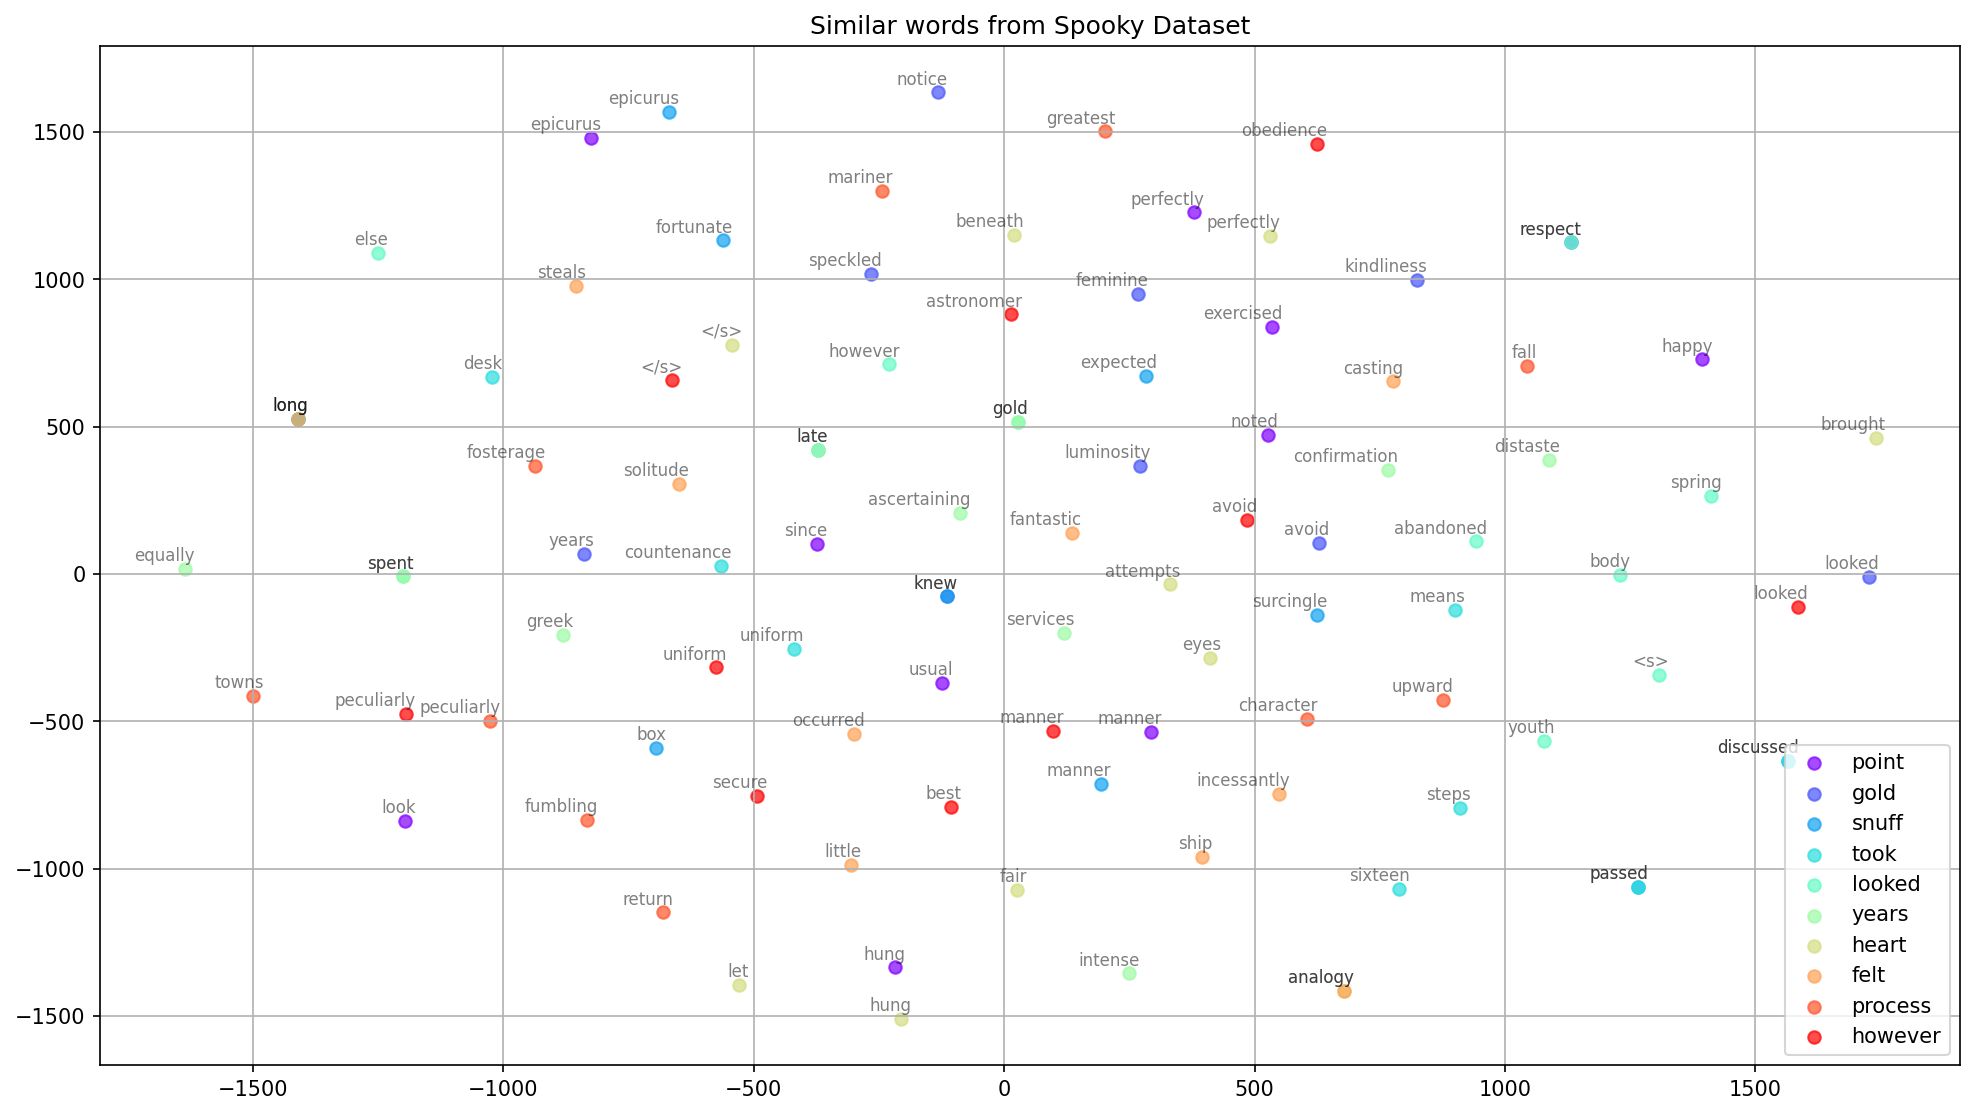 Similar words from Spooky Dataset
notice
epicurus
greatest
epicurus
obedience
mariner
perfectly
beneath
perfectly
fortunate
respect
else
speckled
kindliness
steals
feminine
astronomer
exercised
</s>
however
happy
fall
expected
desk
</s>
casting
long
gold
noted
brought
late
distaste
fosterage
luminosity
confirmation
solitude
spring
ascertaining
fantastic
avoid
since
avoid
abandoned
years
countenance
equally
spent
body
looked
attempts
knew
means
looked
surcingle
greek
services
uniform
eyes
uniform
<s>
towns
usual
upward
peculiarly
peculiarly
character
manner
manner
occurred
youth
box
discussed
manner
secure
incessantly
best
steps
look
fumbling
ship
little
fair
sixteen
passed
return
hung
intense
let
analogy
hung
1500
1000
500
0
−500
−1000
−1500
−1500
−1000
−500
0
500
1000
1500
point
gold
snuff
took
looked
years
heart
felt
process
however